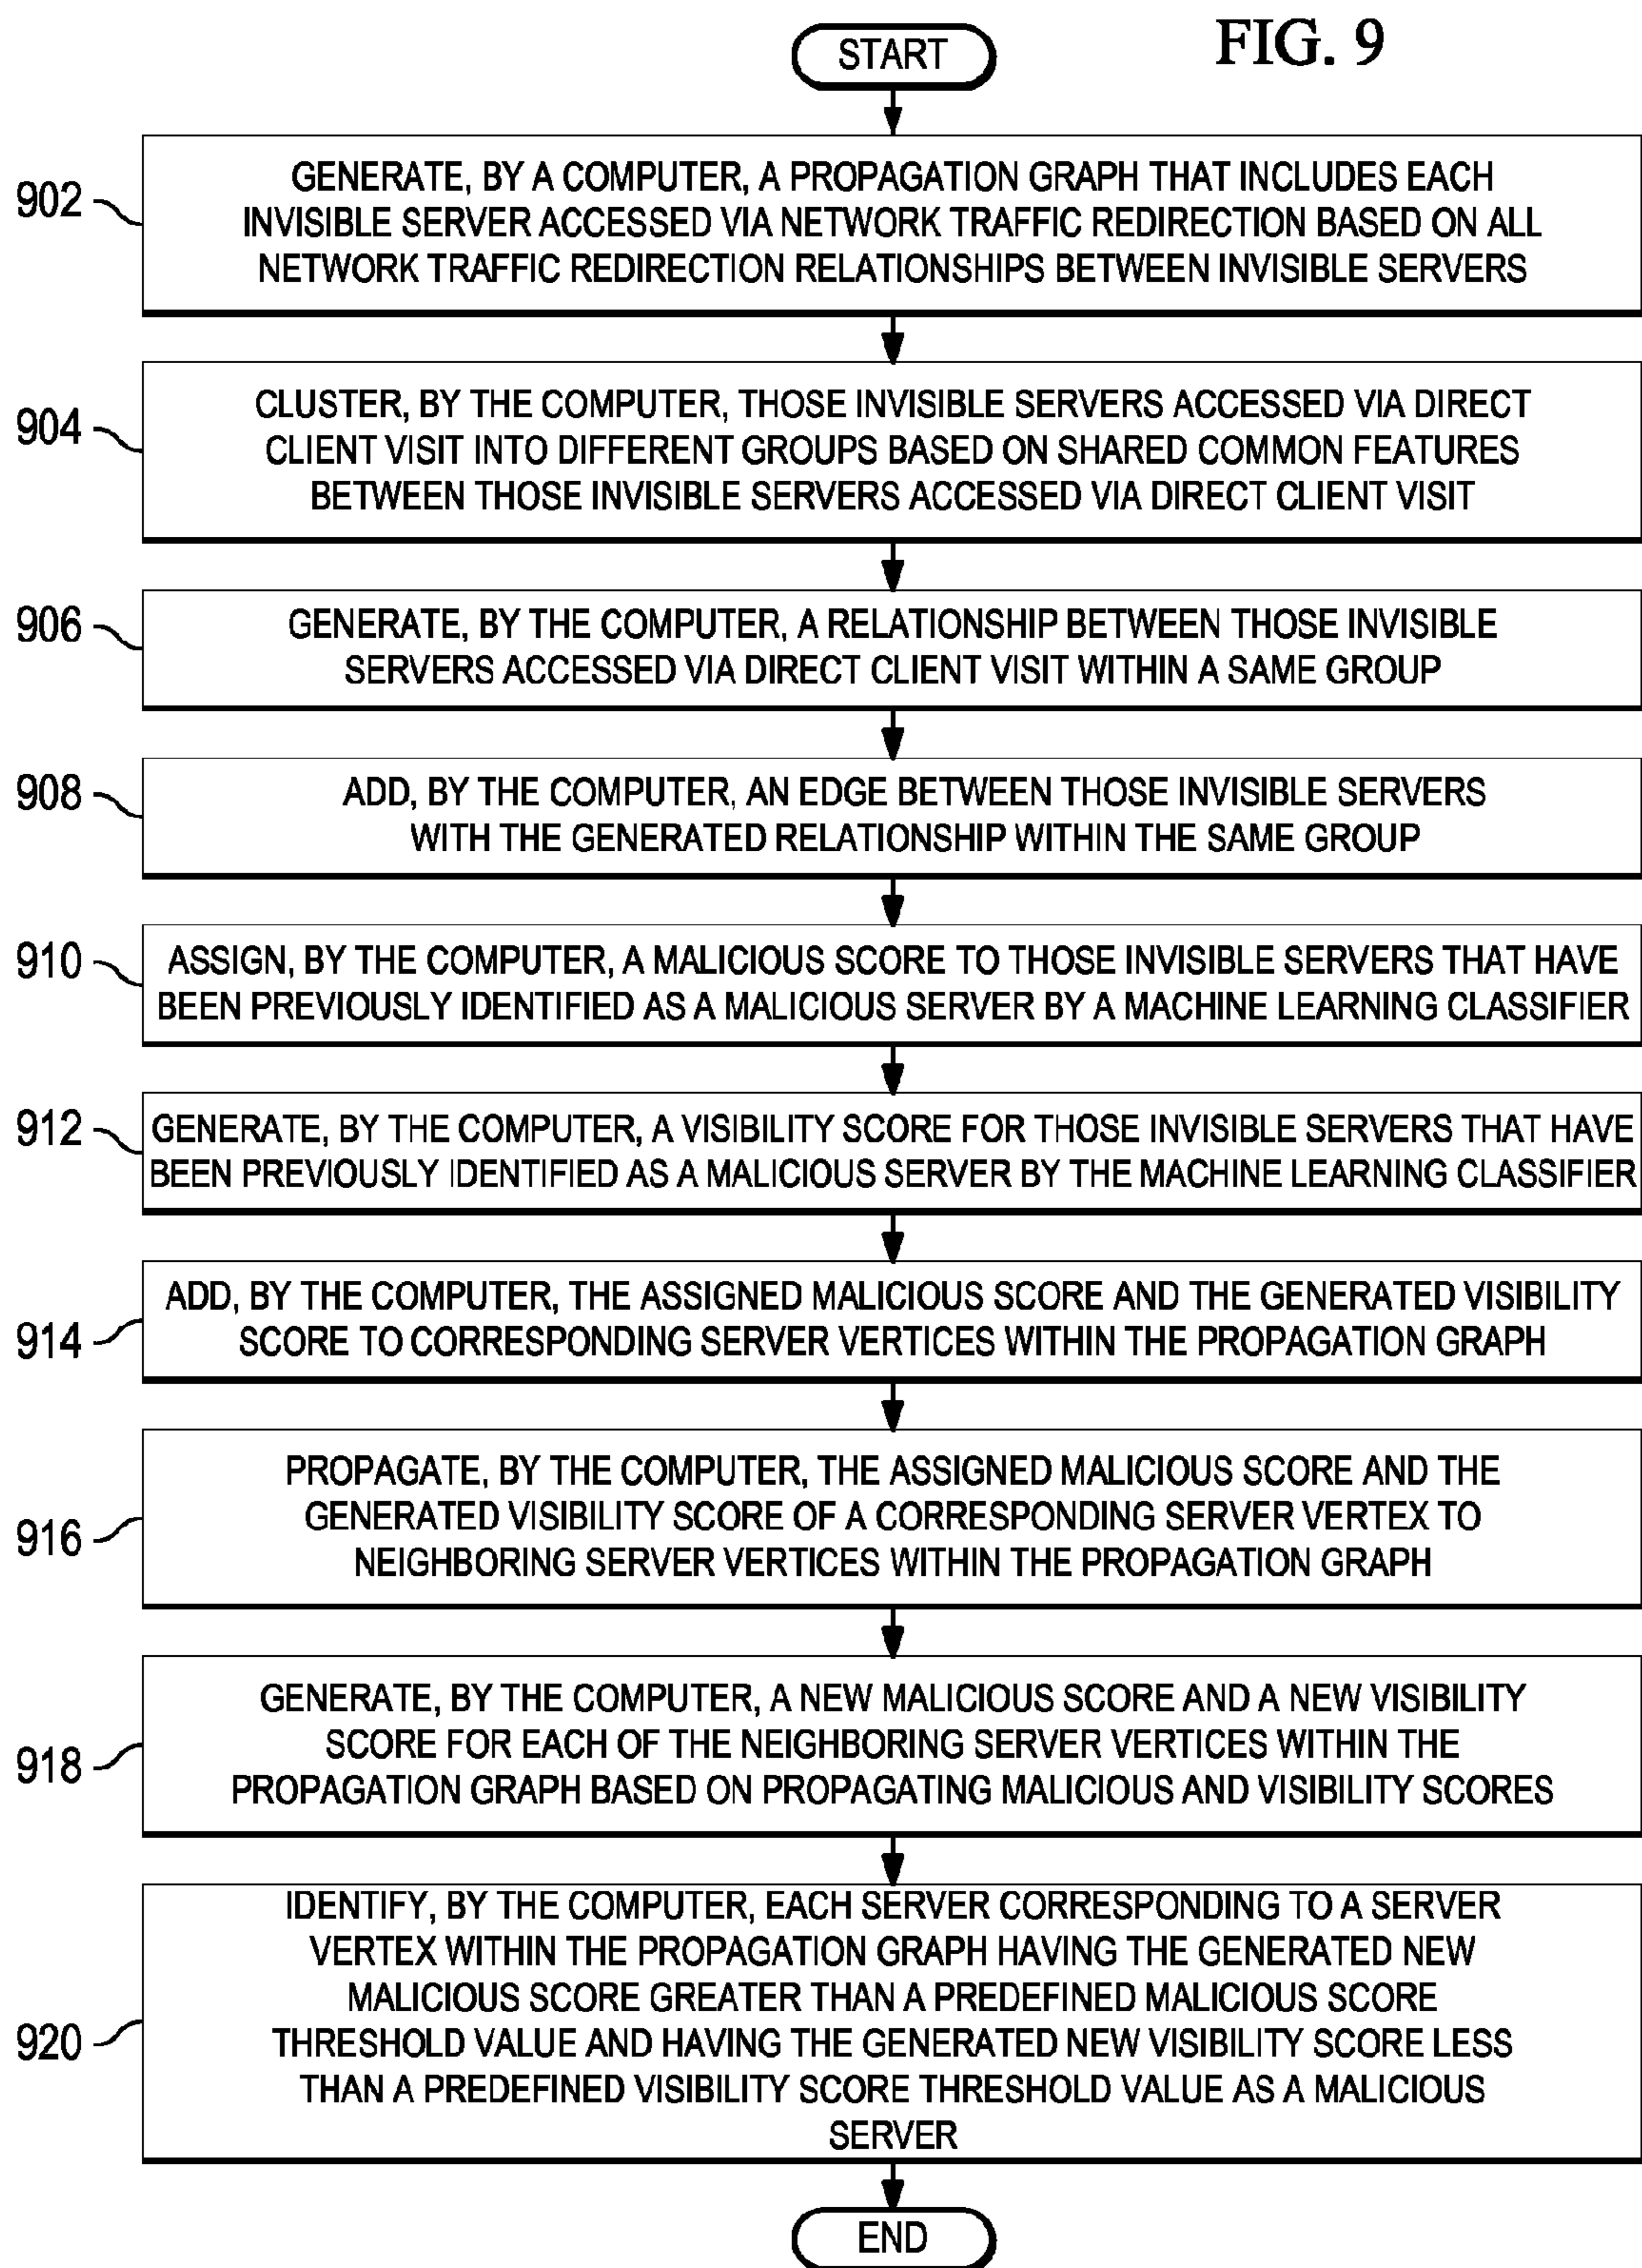 FIG. 9
START
902
GENERATE, BY A COMPUTER, A PROPAGATION GRAPH THAT INCLUDES EACH
INVISIBLE SERVER ACCESSED VIA NETWORK TRAFFIC REDIRECTION BASED ON ALL
NETWORK TRAFFIC REDIRECTION RELATIONSHIPS BETWEEN INVISIBLE SERVERS
904
CLUSTER, BY THE COMPUTER, THOSE INVISIBLE SERVERS ACCESSED VIA DIRECT
CLIENT VISIT INTO DIFFERENT GROUPS BASED ON SHARED COMMON FEATURES
BETWEEN THOSE INVISIBLE SERVERS ACCESSED VIA DIRECT CLIENT VISIT
906
GENERATE, BY THE COMPUTER, A RELATIONSHIP BETWEEN THOSE INVISIBLE
SERVERS ACCESSED VIA DIRECT CLIENT VISIT WITHIN A SAME GROUP
908
ADD, BY THE COMPUTER, AN EDGE BETWEEN THOSE INVISIBLE SERVERS
WITH THE GENERATED RELATIONSHIP WITHIN THE SAME GROUP
910
ASSIGN, BY THE COMPUTER, A MALICIOUS SCORE TO THOSE INVISIBLE SERVERS THAT HAVE
BEEN PREVIOUSLY IDENTIFIED AS A MALICIOUS SERVER BY A MACHINE LEARNING CLASSIFIER
912
GENERATE, BY THE COMPUTER, A VISIBILITY SCORE FOR THOSE INVISIBLE SERVERS THAT HAVE
BEEN PREVIOUSLY IDENTIFIED AS A MALICIOUS SERVER BY THE MACHINE LEARNING CLASSIFIER
914
ADD, BY THE COMPUTER, THE ASSIGNED MALICIOUS SCORE AND THE GENERATED VISIBILITY
SCORE TO CORRESPONDING SERVER VERTICES WITHIN THE PROPAGATION GRAPH
916
PROPAGATE, BY THE COMPUTER, THE ASSIGNED MALICIOUS SCORE AND THE
GENERATED VISIBILITY SCORE OF A CORRESPONDING SERVER VERTEX TO
NEIGHBORING SERVER VERTICES WITHIN THE PROPAGATION GRAPH
918
GENERATE, BY THE COMPUTER, A NEW MALICIOUS SCORE AND A NEW VISIBILITY
SCORE FOR EACH OF THE NEIGHBORING SERVER VERTICES WITHIN THE
PROPAGATION GRAPH BASED ON PROPAGATING MALICIOUS AND VISIBILITY SCORES
920
IDENTIFY, BY THE COMPUTER, EACH SERVER CORRESPONDING TO A SERVER
VERTEX WITHIN THE PROPAGATION GRAPH HAVING THE GENERATED NEW
MALICIOUS SCORE GREATER THAN A PREDEFINED MALICIOUS SCORE
THRESHOLD VALUE AND HAVING THE GENERATED NEW VISIBILITY SCORE LESS
THAN A PREDEFINED VISIBILITY SCORE THRESHOLD VALUE AS A MALICIOUS
SERVER
END